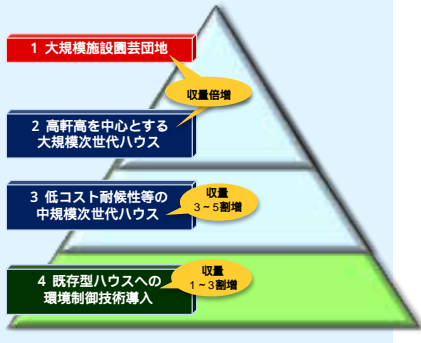 1 大規模施設園芸団地
収量倍増
2 高軒高を中心とする
大規模次世代ハウス
3 低コスト耐候性等の
中規模次世代ハウス
収量
3～5割増
4 既存型ハウスへの
環境制御技術導入
収量
1～3割増